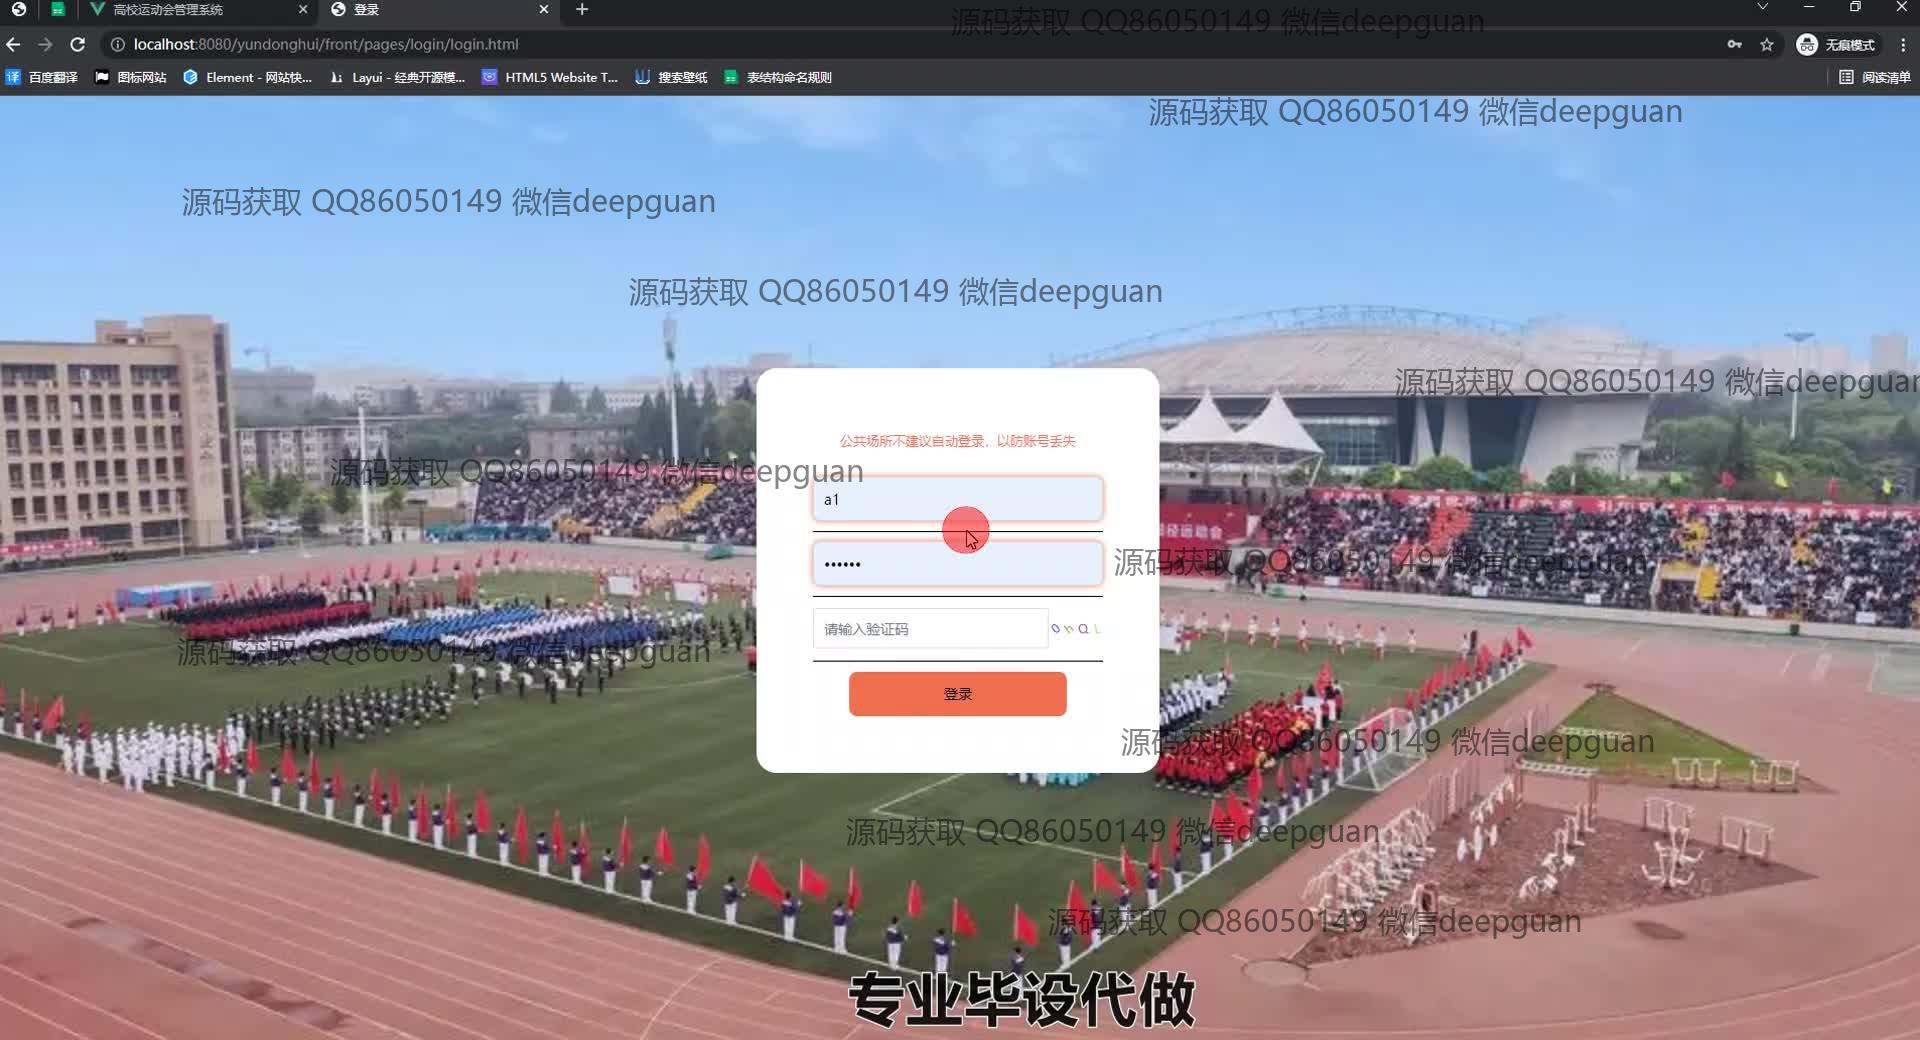 高校运动会管理系统
登录
localhost:8080/yundonghui/front/pages/login/login.html
无痕模式
百度翻译
图标网站
Element - 网站快...
Layui - 经典开源模...
HTML5 Website T...
搜索壁纸
表结构命名规则
阅读清单
源码获取 QQ86050149 微信deepguan
源码获取 QQ86050149 微信deepguan
源码获取 QQ86050149 微信deepguan
源码获取 QQ86050149 微信deepguan
源码获取 QQ86050149 微信deepguan
公共场所不建议自动登录，以防账号丢失
源码获取 QQ86050149 微信deepguan
a1
源码获取 QQ86050149 微信deepguan
请输入验证码
源码获取 QQ86050149 微信deepguan
登录
源码获取 QQ86050149 微信deepguan
源码获取 QQ86050149 微信deepguan
源码获取 QQ86050149 微信deepguan
专业毕设代做